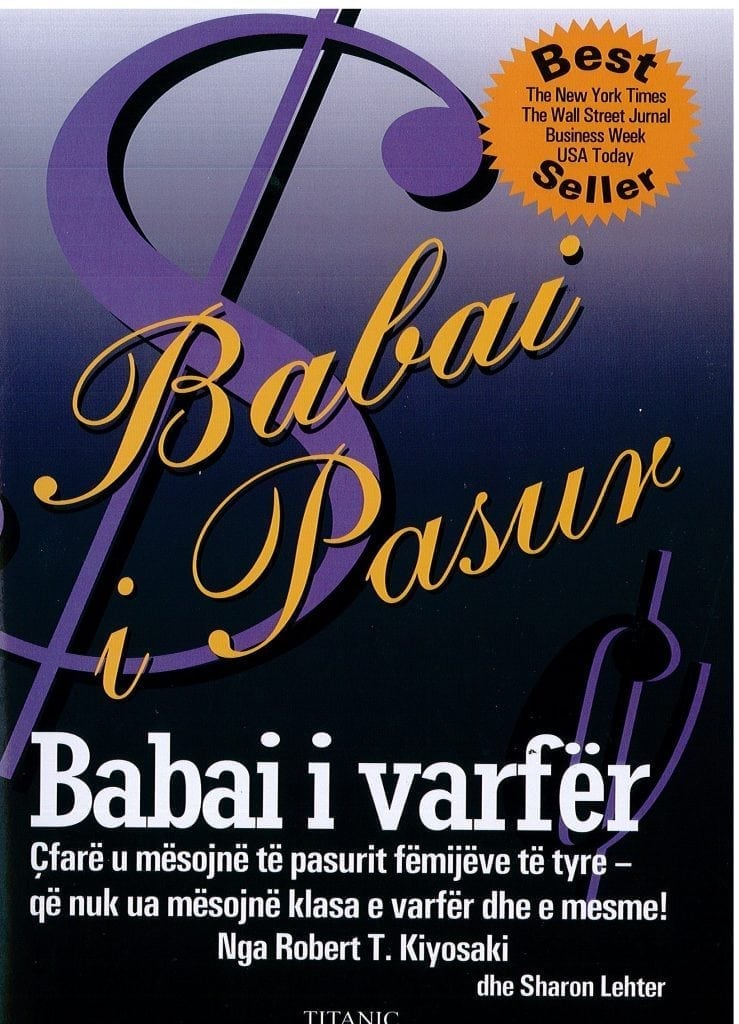 Best
The New York Times
The Wall Street Jurnal
Business Week
USA Today
Seller
Babai
i Pasur
Babai i varfër
Çfarë u mësojnë të pasurit fëmijëve të tyre –
që nuk ua mësojnë klasa e varfër dhe e mesme!
Nga Robert T. Kiyosaki
dhe Sharon Lehter
TITANIC